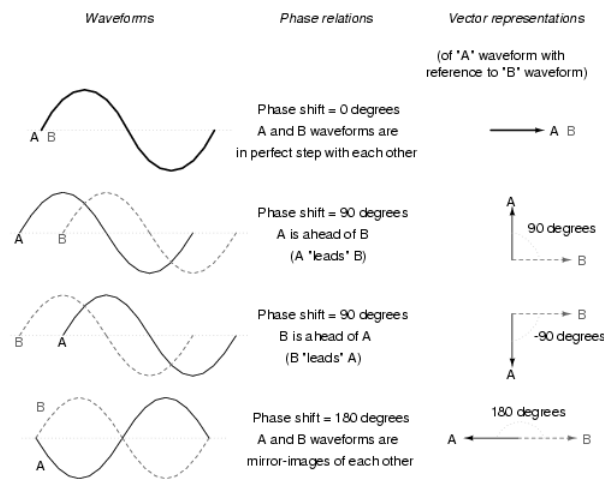 Waveforms
Phase relations
Vector representations
(of "A" waveform with
reference to "B" waveform)
A B
Phase shift = 0 degrees
A and B waveforms are
in perfect step with each other
A B
A
B
Phase shift = 90 degrees
A is ahead of B
(A "leads" B)
A
90 degrees
B
B
A
Phase shift = 90 degrees
B is ahead of A
(B "leads" A)
B
-90 degrees
A
B
A
Phase shift = 180 degrees
A and B waveforms are
mirror-images of each other
180 degrees
A
B